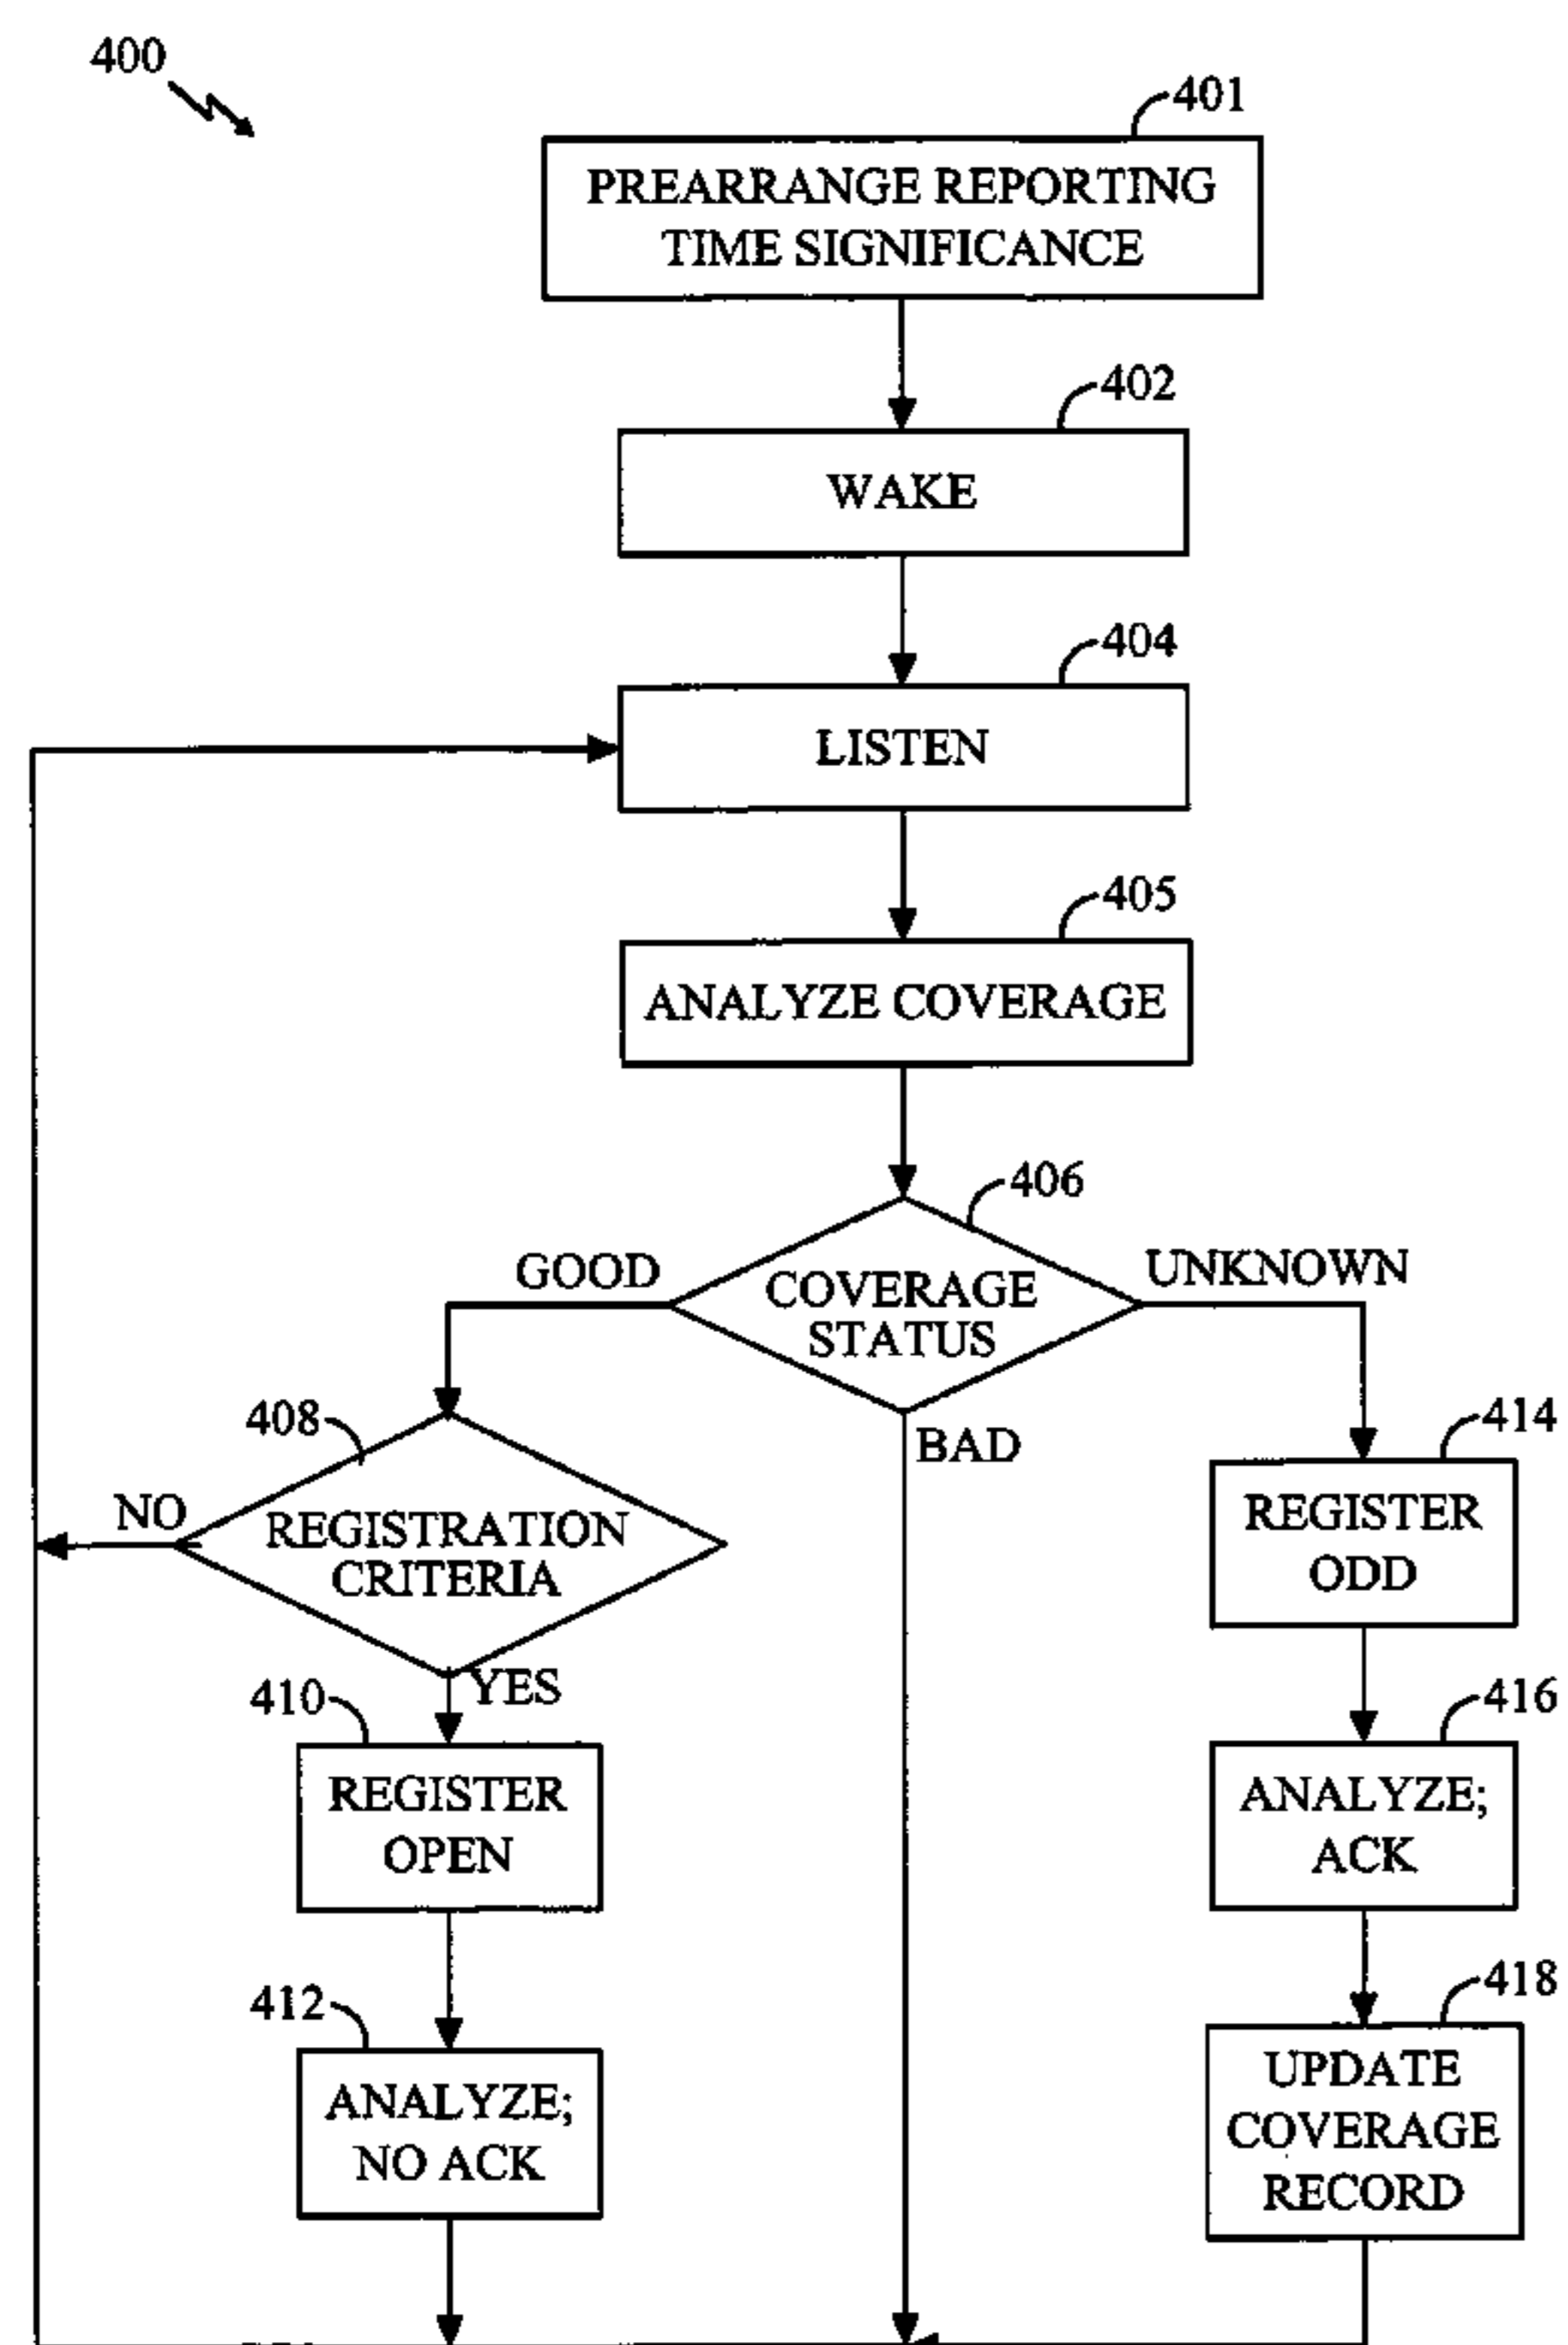 400
401
PREARRANGE REPORTING
TIME SIGNIFICANCE
402
WAKE
404
LISTEN
405
ANALYZE COVERAGE
406
GOOD
COVERAGE
STATUS
UNKNOWN
BAD
408
NO
REGISTRATION
CRITERIA
YES
414
REGISTER
ODD
410
REGISTER
OPEN
416
ANALYZE;
ACK
412
ANALYZE;
NO ACK
418
UPDATE
COVERAGE
RECORD